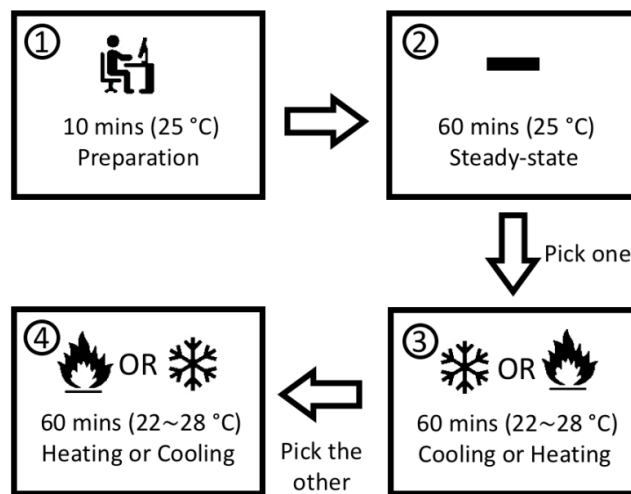 ①
10 mins (25 °C)
Preparation
②
60 mins (25 °C)
Steady-state
Pick one
③
OR
60 mins (22~28 °C)
Cooling or Heating
Pick the
other
④
OR
60 mins (22~28 °C)
Heating or Cooling